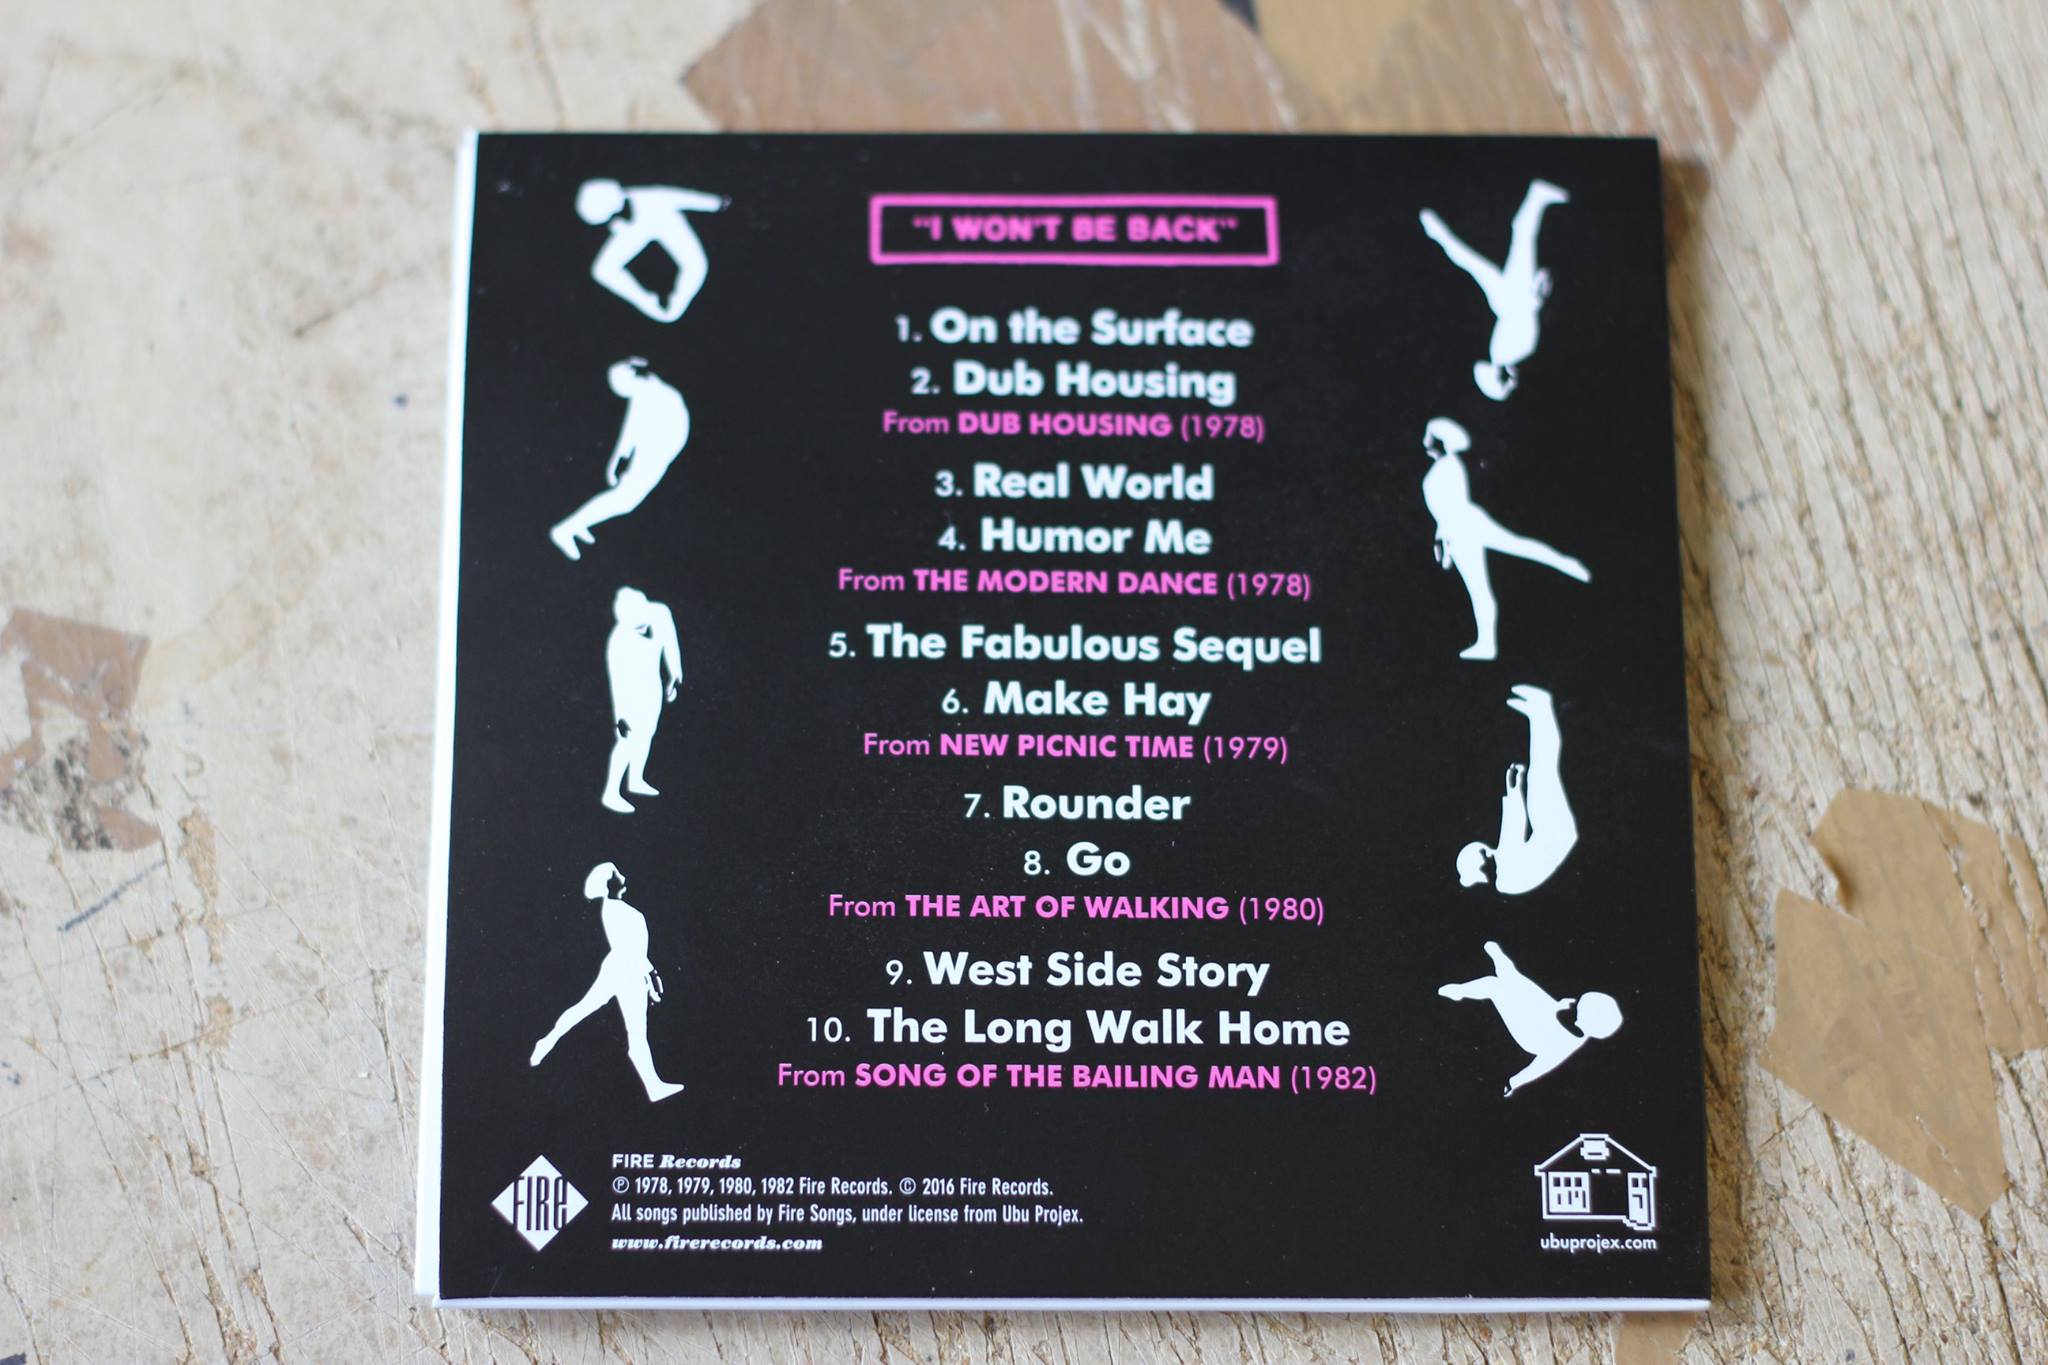 "I WON'T BE BACK"
1. On the Surface
2. Dub Housing
From DUB HOUSING (1978)
3. Real World
4. Humor Me
From THE MODERN DANCE (1978)
5. The Fabulous Sequel
6. Make Hay
From NEW PICNIC TIME (1979)
7. Rounder
8. Go
From THE ART OF WALKING (1980)
9. West Side Story
10. The Long Walk Home
From SONG OF THE BAILING MAN (1982)
FIRE
FIRE Records
℗ 1978, 1979, 1980, 1982 Fire Records. © 2016 Fire Records.
All songs published by Fire Songs, under license from Ubu Projex.
www.firerecords.com
ubuprojex.com